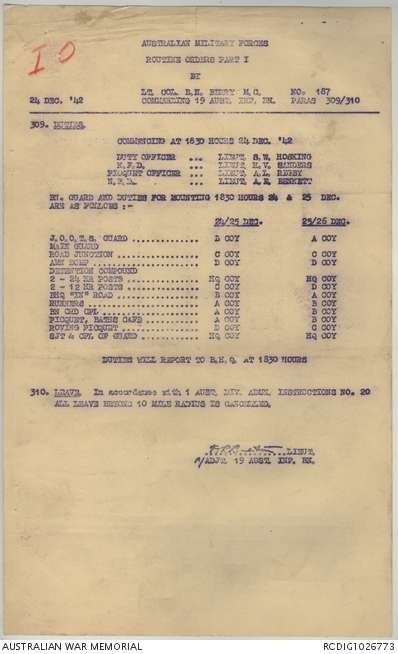 IO
AUSTRALIAN MILITARY FORCES
ROUTINE ORDERS PART I
BY
LT. COL. B.H. M.C. NO. 187
24 DEC. '42 COMMANDING 19 AUST. INF. BN. PARAS 309/310
309. DUTIES.
COMMENCING AT 1830 HOURS 24 DEC. '42
DUTY OFFICER ... LIEUT. S.W. HOSKING
N.F.D. ... LIEUT. H.V. SANDERS
PICQUET OFFICER ... LIEUT. A.L. RIGBY
N.F.D. ... LIEUT. A.R. BENNETT
BN. GUARD AND DUTIES FOR MOUNTING 1830 HOURS 24 & 25 DEC.
ARE AS FOLLOWS :-
24/25 DEC. 25/26 DEC.
J.O.O.T.S. GUARD ............... B COY A COY
MAIN GUARD
ROAD JUNCTION ................. C COY C COY
AMN DUMP ...................... D COY D COY
DETENTION COMPOUND
2 - 24 HR POSTS ............... HQ COY HQ COY
2 - 12 HR POSTS ............... C COY D COY
BHQ "IN" ROAD ................. B COY A COY
RUNNERS ....................... A COY B COY
BN ORD CPL .................... A COY B COY
PICQUET, BATHS CAFE ........... A COY B COY
ROVING PICQUET ................ D COY C COY
SJT & CPL OF GUARD ............ HQ COY HQ COY
DUTIES WILL REPORT TO B.H.Q. AT 1830 HOURS
310. LEAVE. In accordance with 1 AUST. DIV. ADML INSTRUCTIONS NO. 20
ALL LEAVE BEYOND 10 MILE RADIUS IS CANCELLED.
LIEUT.
A/ADJT. 19 AUST. INF. BN.
AUSTRALIAN WAR MEMORIAL RCDIG1026773